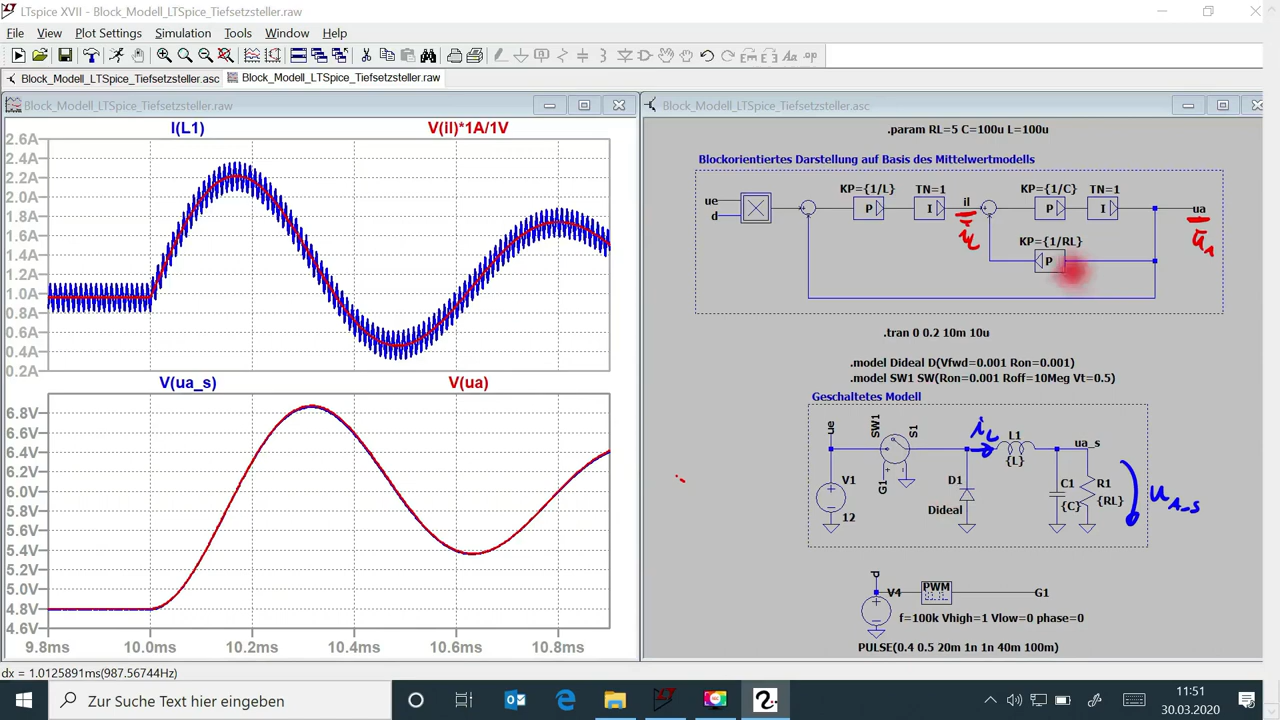 LTspice XVII - Block_Modell_LTSpice_Tiefsetzsteller.raw
File View Plot Settings Simulation Tools Window Help
Block_Modell_LTSpice_Tiefsetzsteller.asc Block_Modell_LTSpice_Tiefsetzsteller.raw
Block_Modell_LTSpice_Tiefsetzsteller.raw
I(L1) V(il)*1A/1V
2.6A
2.4A
2.2A
2.0A
1.8A
1.6A
1.4A
1.2A
1.0A
0.8A
0.6A
0.4A
0.2A
V(ua_s) V(ua)
6.8V
6.6V
6.4V
6.2V
6.0V
5.8V
5.6V
5.4V
5.2V
5.0V
4.8V
4.6V
9.8ms 10.0ms 10.2ms 10.4ms 10.6ms 10.8ms
Block_Modell_LTSpice_Tiefsetzsteller.asc
.param RL=5 C=100u L=100u
Blockorientiertes Darstellung auf Basis des Mittelwertmodells
KP={1/L} TN=1 KP={1/C} TN=1
ue
d
P I il P I ua
iL
uA
KP={1/RL}
P
.tran 0 0.2 10m 10u
.model Dideal D(Vfwd=0.001 Ron=0.001)
.model SW1 SW(Ron=0.001 Roff=10Meg Vt=0.5)
Geschaltetes Modell
ue SW1 S1 iL L1 ua_s
{L}
G1
V1 D1 C1 R1
{C} {RL}
uA_s
12 Dideal
P
V4 PWM G1
f=100k Vhigh=1 Vlow=0 phase=0
PULSE(0.4 0.5 20m 1n 1n 40m 100m)
dx = 1.0125891ms(987.56744Hz)
Zur Suche Text hier eingeben
11:51
30.03.2020